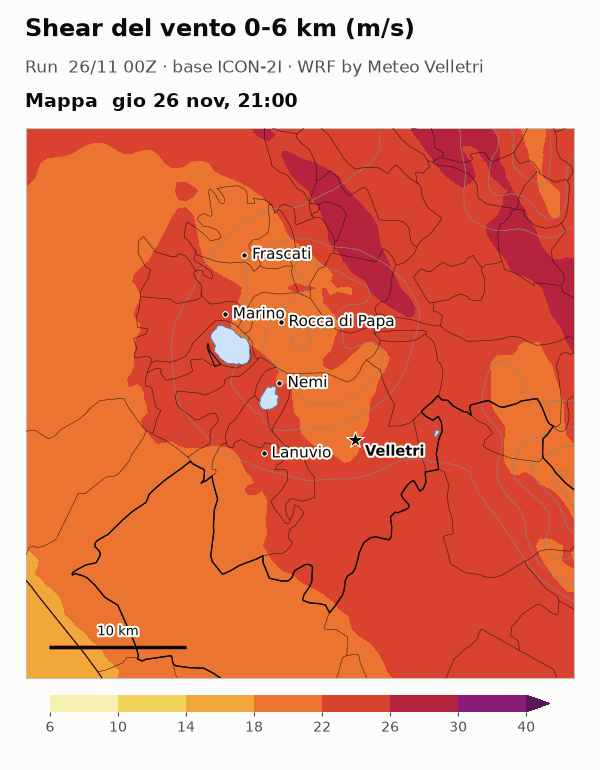 Shear del vento 0-6 km (m/s)
Run  26/11 00Z · base ICON-2I · WRF by Meteo Velletri
Mappa  gio 26 nov, 21:00
Frascati
Marino
Rocca di Papa
Nemi
Velletri
Lanuvio
10 km
6 10 14 18 22 26 30 40